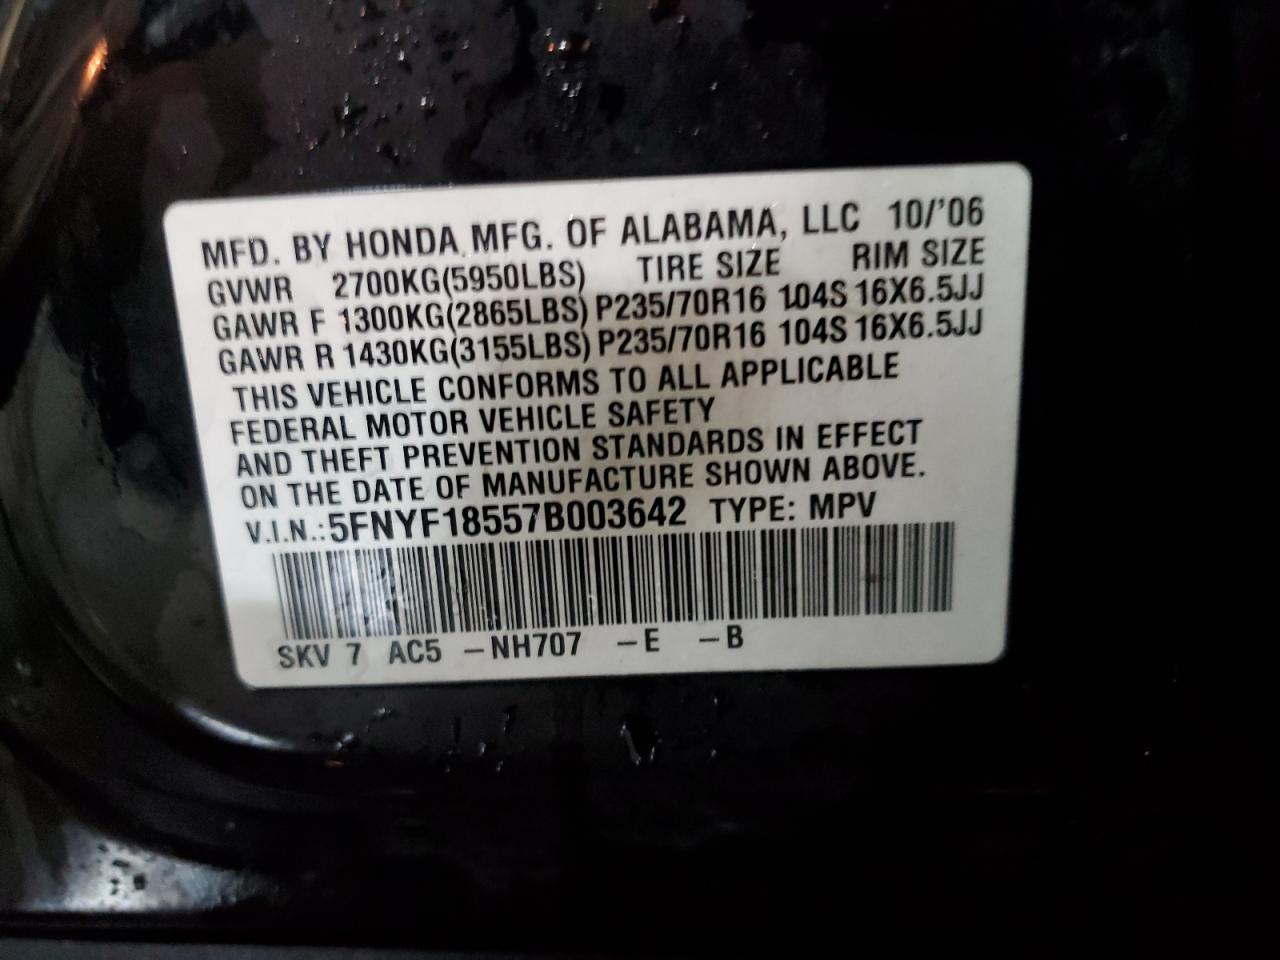 MFD. BY HONDA MFG. OF ALABAMA, LLC 10/'06
GVWR 2700KG(5950LBS) TIRE SIZE RIM SIZE
GAWR F 1300KG(2865LBS) P235/70R16 104S 16X6.5JJ
GAWR R 1430KG(3155LBS) P235/70R16 104S 16X6.5JJ
THIS VEHICLE CONFORMS TO ALL APPLICABLE
FEDERAL MOTOR VEHICLE SAFETY
AND THEFT PREVENTION STANDARDS IN EFFECT
ON THE DATE OF MANUFACTURE SHOWN ABOVE.
V.I.N.: 5FNYF18557B003642 TYPE: MPV
SKV 7 AC5 -NH707 -E -B